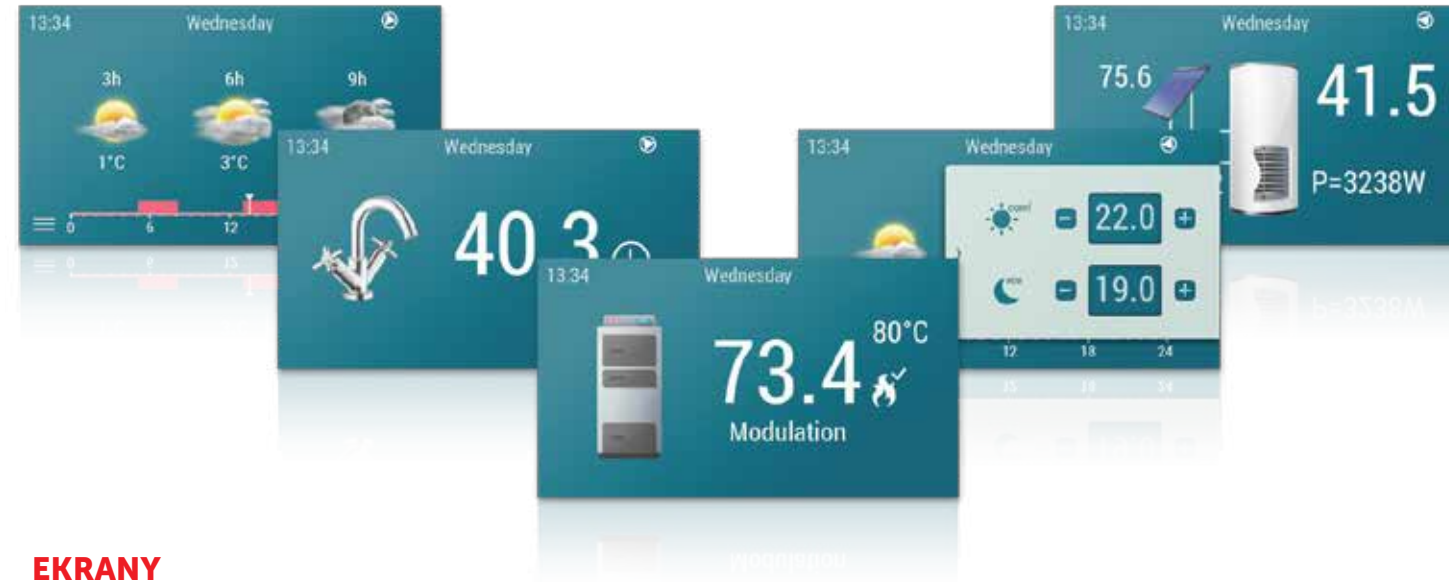 13:34 Wednesday
3h 6h 9h
1°C 3°C
0 6 12
13:34 Wednesday
40.3
13:34 Wednesday
73.4 80°C
Modulation
13:34 Wednesday
22.0
eco
19.0
12 18 24
13:34 Wednesday
75.6
41.5
P=3238W
EKRANY